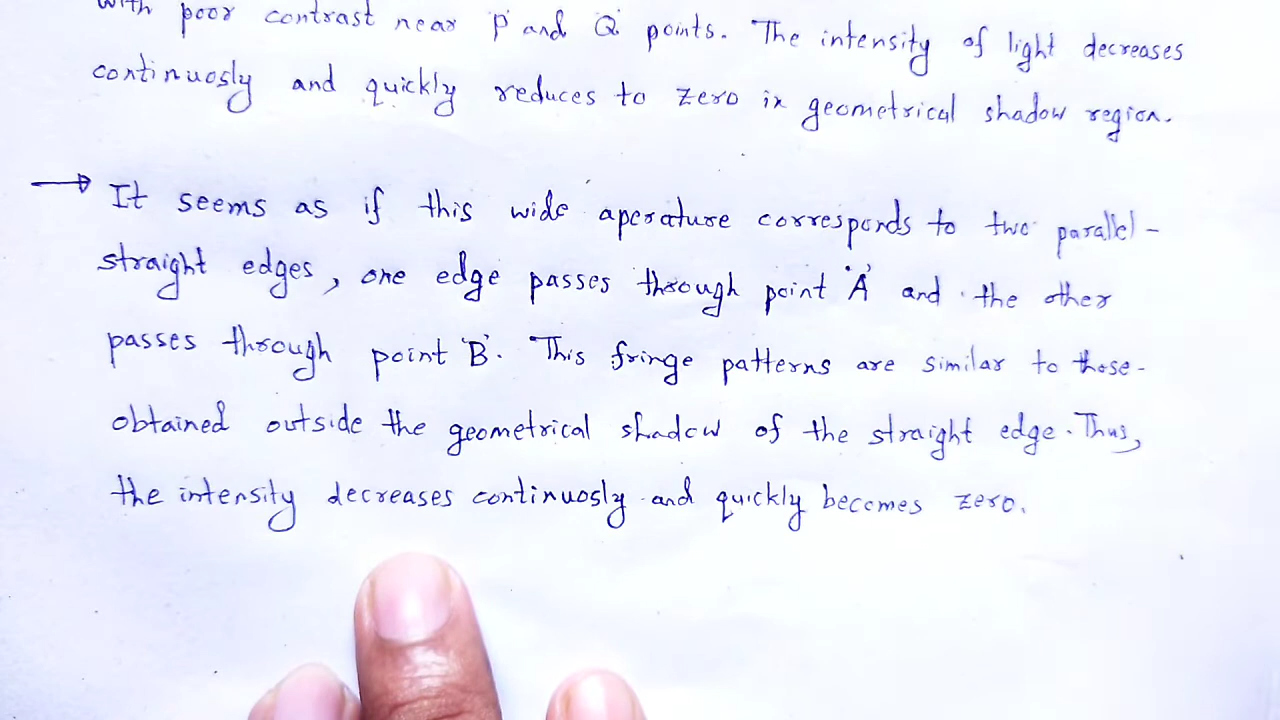 with poor contrast near 'P' and 'Q' points. The intensity of light decreases
continuosly and quickly reduces to zero in geometrical shadow region.
→ It seems as if this wide aperature corresponds to two parallel-
straight edges, one edge passes through point 'A' and the other
passes through point 'B'. This fringe patterns are similar to those-
obtained outside the geometrical shadow of the straight edge. Thus,
the intensity decreases continuosly and quickly becomes zero.